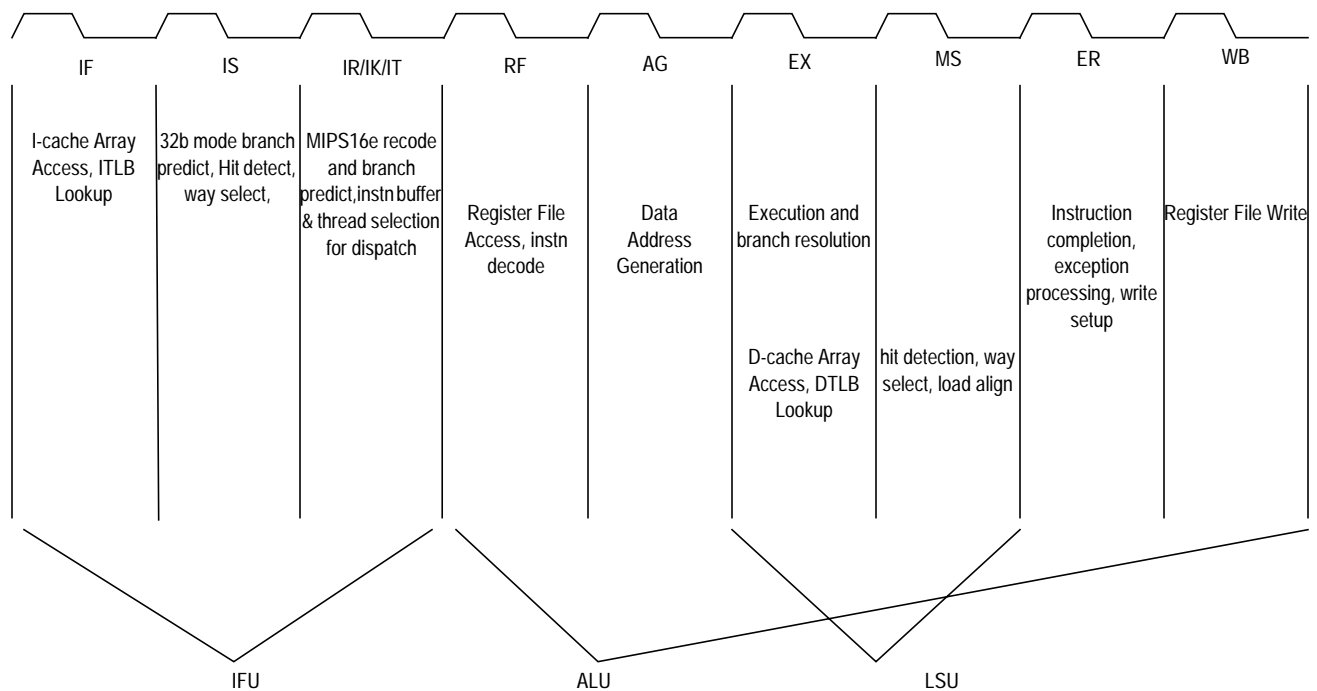 IF
IS
IR/IK/IT
RF
AG
EX
MS
ER
WB
I-cache Array
Access, ITLB
Lookup
32b mode branch
predict, Hit detect,
way select,
MIPS16e recode
and branch
predict,instn buffer
& thread selection
for dispatch
Register File
Access, instn
decode
Data
Address
Generation
Execution and
branch resolution
D-cache Array
Access, DTLB
Lookup
hit detection, way
select, load align
Instruction
completion,
exception
processing, write
setup
Register File Write
IFU
ALU
LSU